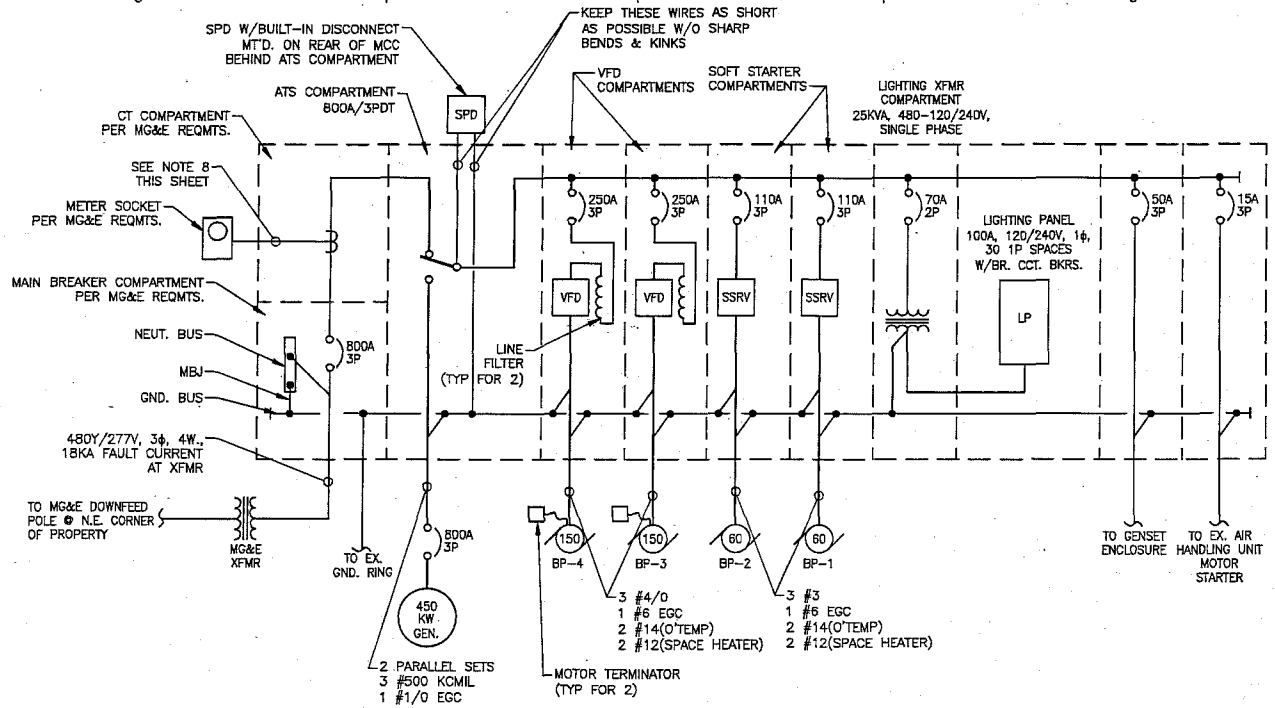 KEEP THESE WIRES AS SHORT
AS POSSIBLE W/O SHARP
BENDS & KINKS
SPD W/BUILT-IN DISCONNECT
MT'D. ON REAR OF MCC
BEHIND ATS COMPARTMENT
SPD
ATS COMPARTMENT
800A/3PDT
VFD
COMPARTMENTS
SOFT STARTER
COMPARTMENTS
LIGHTING XFMR
COMPARTMENT
25KVA, 480-120/240V,
SINGLE PHASE
CT COMPARTMENT
PER MG&E REQMTS.
SEE NOTE 8
THIS SHEET
METER SOCKET
PER MG&E REQMTS.
MAIN BREAKER COMPARTMENT
PER MG&E REQMTS.
NEUT. BUS
MBJ
GND. BUS
800A
3P
250A
3P
250A
3P
110A
3P
110A
3P
70A
2P
50A
3P
15A
3P
VFD
VFD
SSRV
SSRV
LINE
FILTER
(TYP FOR 2)
LIGHTING PANEL
100A, 120/240V, 1ϕ,
30 1P SPACES
W/BR. CCT. BKRS.
LP
480Y/277V, 3ϕ, 4W.,
18KA FAULT CURRENT
AT XFMR
TO MG&E DOWNFEED
POLE @ N.E. CORNER
OF PROPERTY
MG&E
XFMR
TO EX.
GND. RING
800A
3P
450
KW
GEN.
150
BP-4
150
BP-3
60
BP-2
60
BP-1
TO GENSET
ENCLOSURE
TO EX. AIR
HANDLING UNIT
MOTOR
STARTER
3 #4/0
1 #6 EGC
2 #14(O'TEMP)
2 #12(SPACE HEATER)
3 #3
1 #6 EGC
2 #14(O'TEMP)
2 #12(SPACE HEATER)
2 PARALLEL SETS
3 #500 KCMIL
1 #1/0 EGC
MOTOR TERMINATOR
(TYP FOR 2)